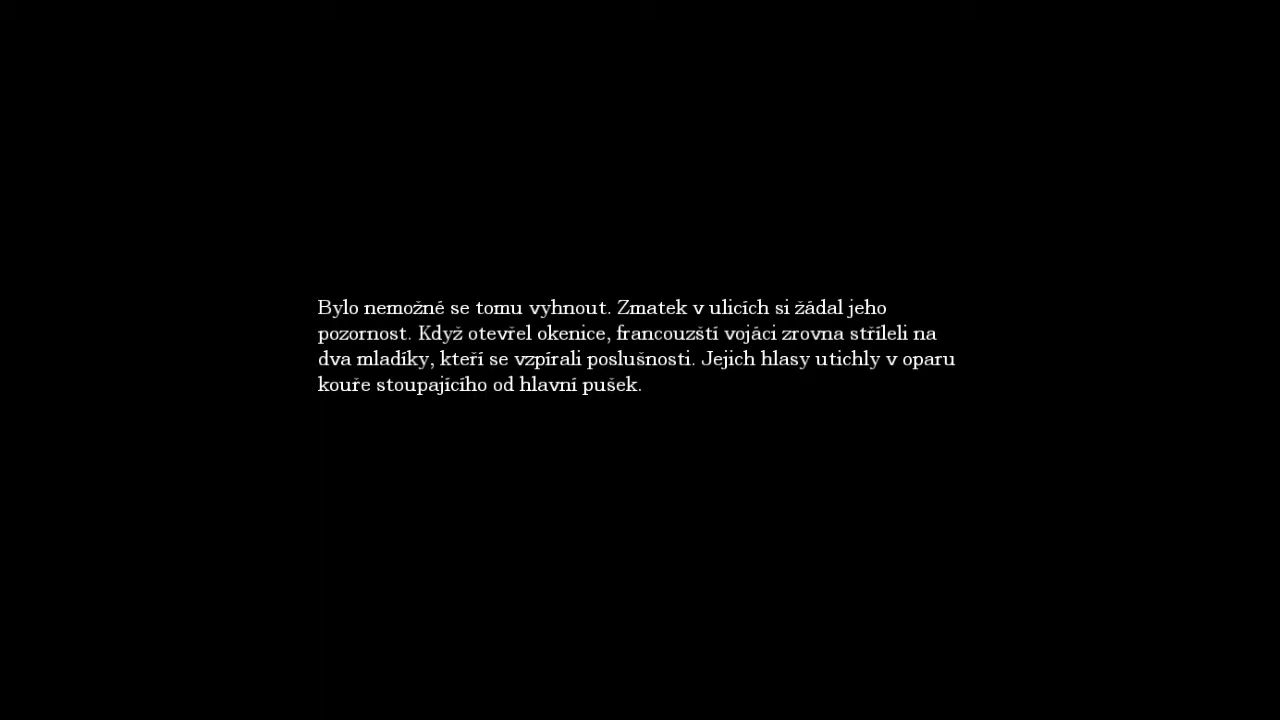 Bylo nemožné se tomu vyhnout. Zmatek v ulicích si žádal jeho
pozornost. Když otevřel okenice, francouzští vojáci zrovna stříleli na
dva mladíky, kteří se vzpírali poslušnosti. Jejich hlasy utichly v oparu
kouře stoupajícího od hlavní pušek.